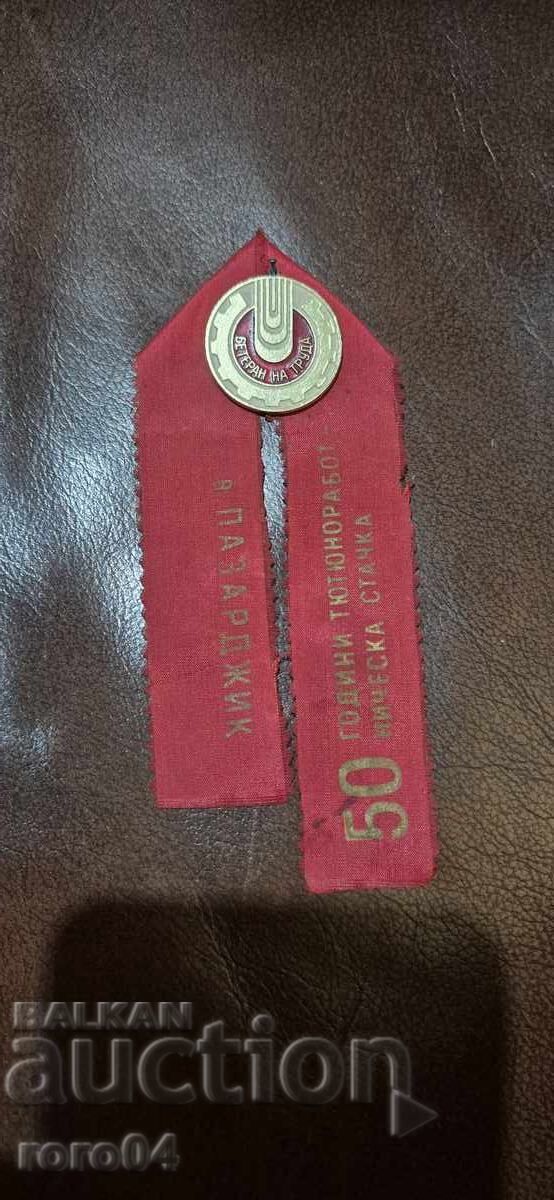 ВЕТЕРАН НА ТРУДА
50 ГОДИНИ ТЮТЮНОРАБОТ -
НИЧЕСКА СТАЧКА
в ПАЗАРДЖИК
BALKAN
auction
roro04